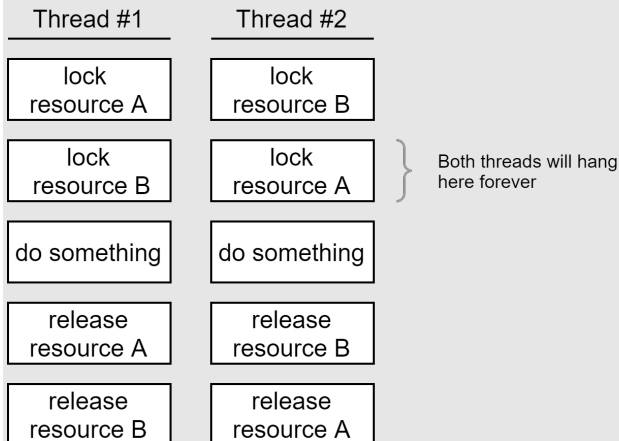 Thread #1
Thread #2
lock
resource A
lock
resource B
lock
resource B
lock
resource A
Both threads will hang
here forever
do something
do something
release
resource A
release
resource B
release
resource B
release
resource A